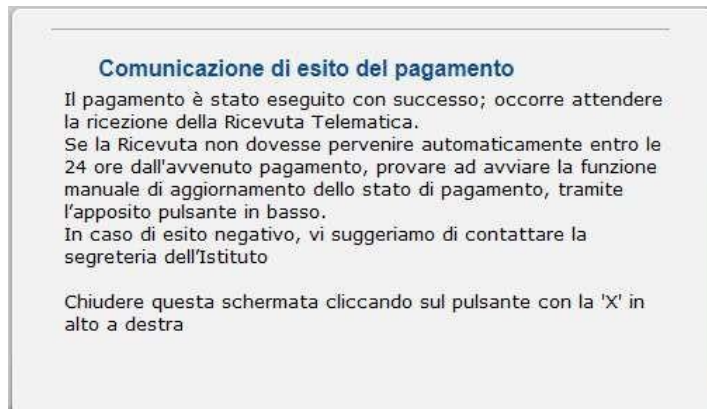 Comunicazione di esito del pagamento
Il pagamento è stato eseguito con successo; occorre attendere
la ricezione della Ricevuta Telematica.
Se la Ricevuta non dovesse pervenire automaticamente entro le
24 ore dall'avvenuto pagamento, provare ad avviare la funzione
manuale di aggiornamento dello stato di pagamento, tramite
l’apposito pulsante in basso.
In caso di esito negativo, vi suggeriamo di contattare la
segreteria dell’Istituto
Chiudere questa schermata cliccando sul pulsante con la 'X' in
alto a destra